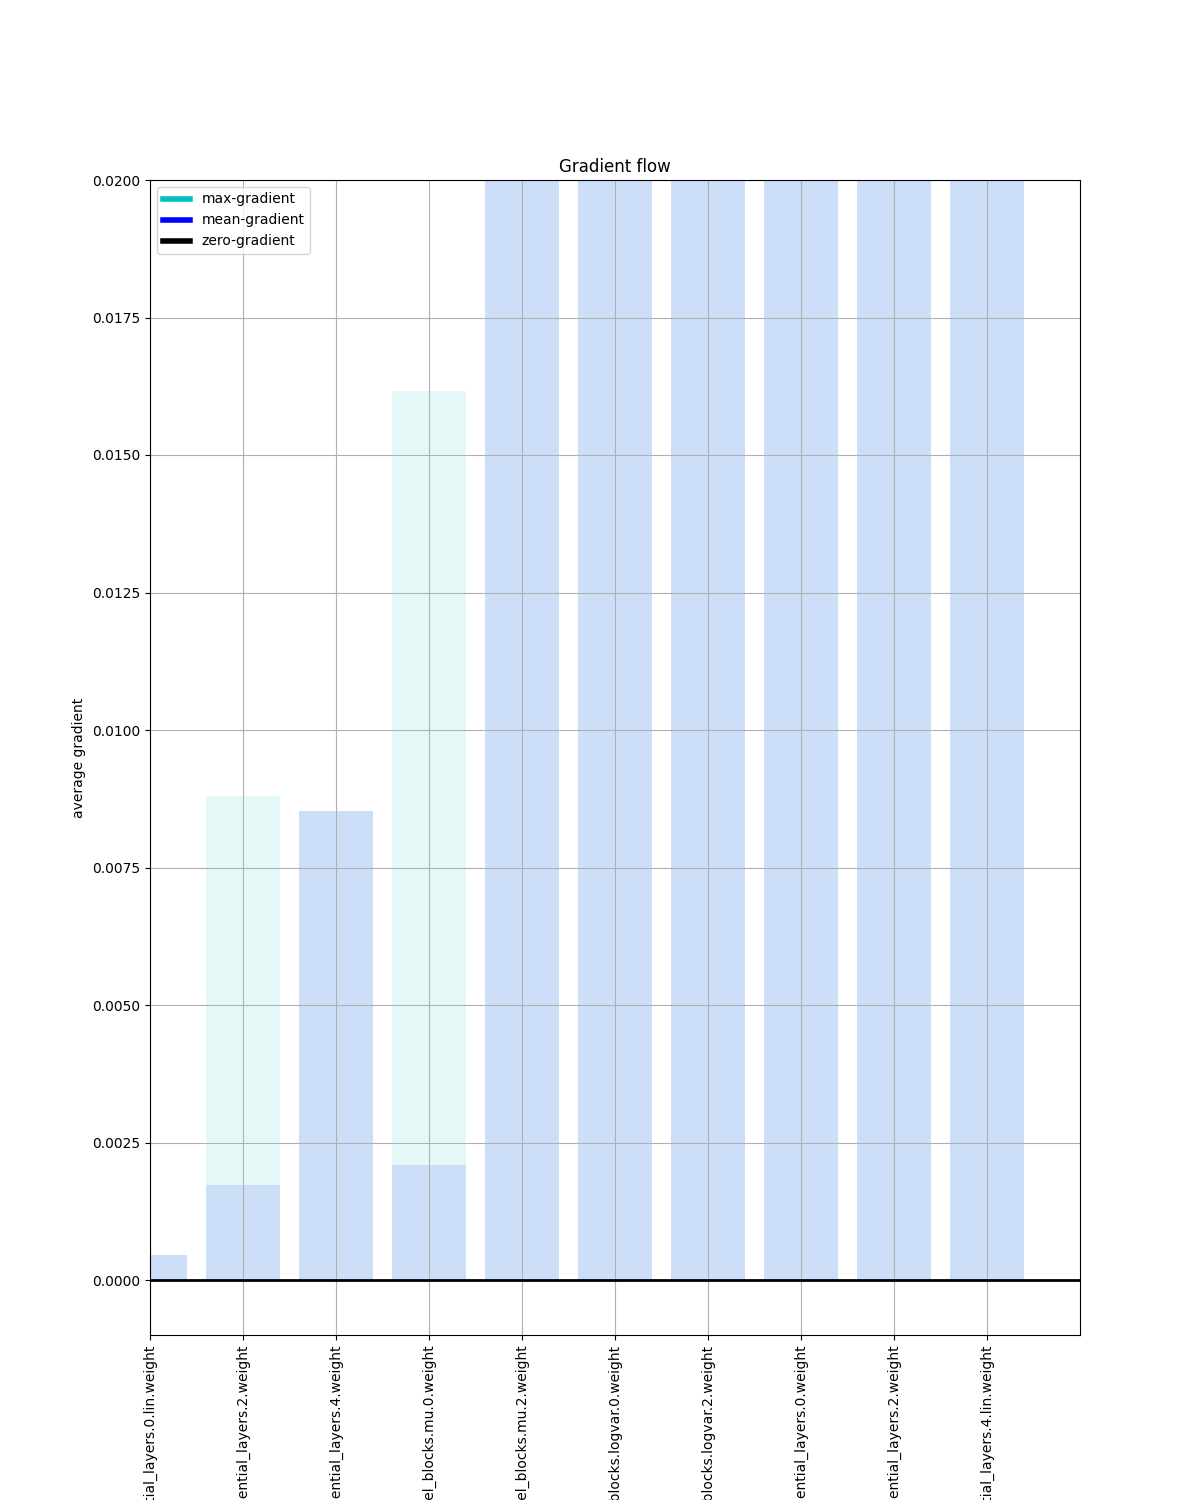 Gradient flow
max-gradient
mean-gradient
zero-gradient
0.0200
0.0175
0.0150
0.0125
0.0100
0.0075
0.0050
0.0025
0.0000
average gradient
tial_layers.0.lin.weight
ential_layers.2.weight
ential_layers.4.weight
el_blocks.mu.0.weight
el_blocks.mu.2.weight
blocks.logvar.0.weight
blocks.logvar.2.weight
ential_layers.0.weight
ential_layers.2.weight
tial_layers.4.lin.weight